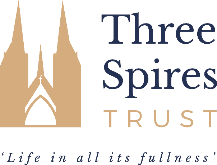 Three
Spires
TRUST
‘Life in all its fullness’